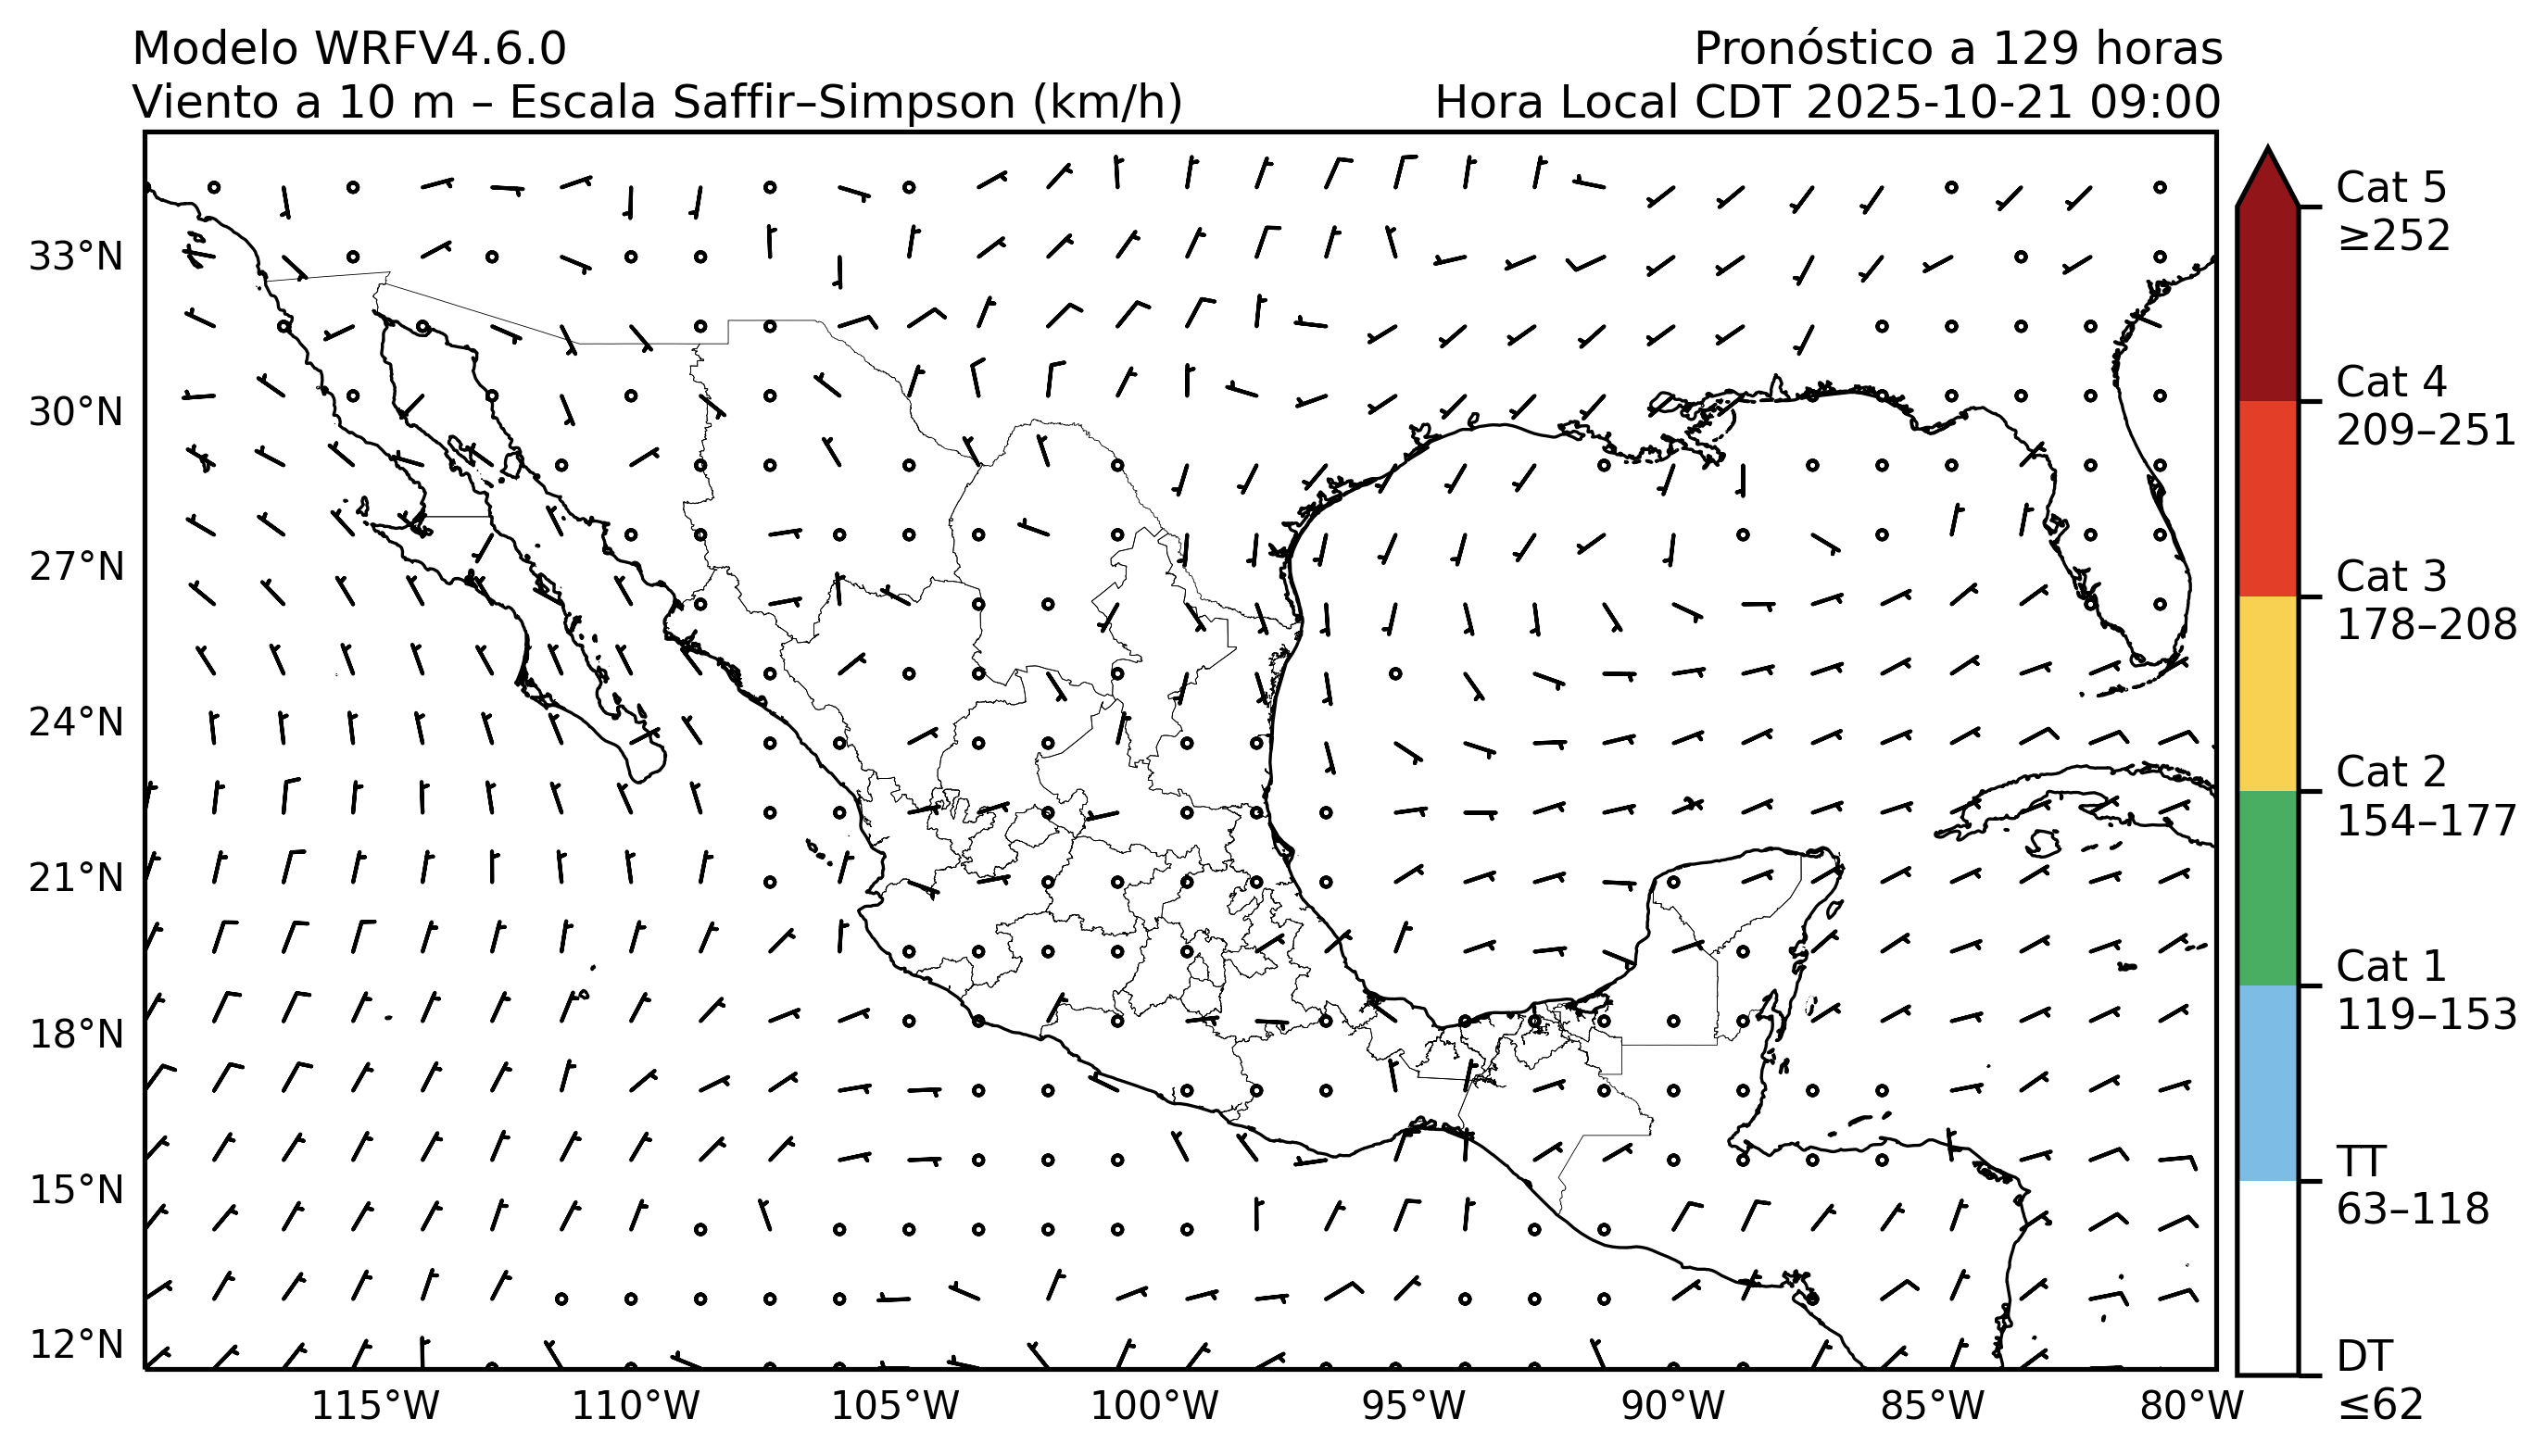 Modelo WRFV4.6.0
Pronóstico a 129 horas
Viento a 10 m – Escala Saffir–Simpson (km/h)
Hora Local CDT 2025-10-21 09:00
33°N
30°N
27°N
24°N
21°N
18°N
15°N
12°N
115°W
110°W
105°W
100°W
95°W
90°W
85°W
80°W
Cat 5
≥252
Cat 4
209–251
Cat 3
178–208
Cat 2
154–177
Cat 1
119–153
TT
63–118
DT
≤62